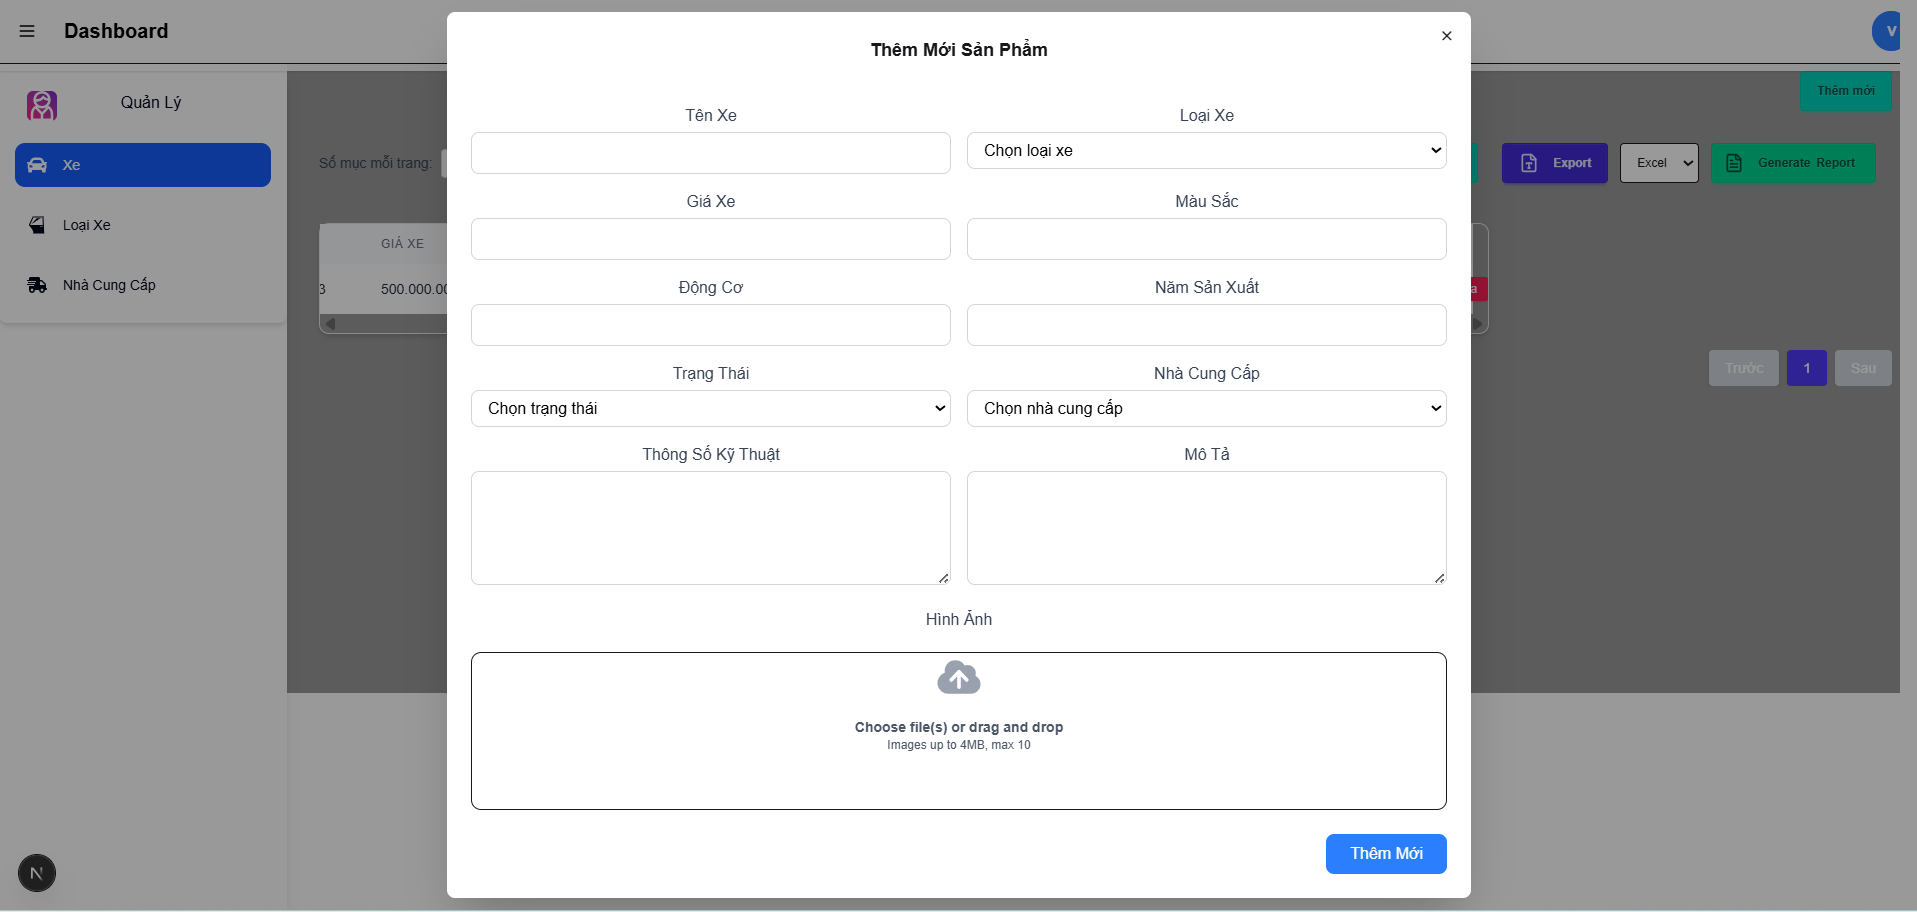 Dashboard
V
Quản Lý
Xe
Loại Xe
Nhà Cung Cấp
N
Thêm mới
Số mục mỗi trang:
Export
Excel
Generate Report
GIÁ XE
3
500.000.00
a
Trước
1
Sau
Thêm Mới Sản Phẩm
×
Tên Xe
Loại Xe
Chọn loại xe
Giá Xe
Màu Sắc
Động Cơ
Năm Sản Xuất
Trạng Thái
Nhà Cung Cấp
Chọn trạng thái
Chọn nhà cung cấp
Thông Số Kỹ Thuật
Mô Tả
Hình Ảnh
Choose file(s) or drag and drop
Images up to 4MB, max 10
Thêm Mới